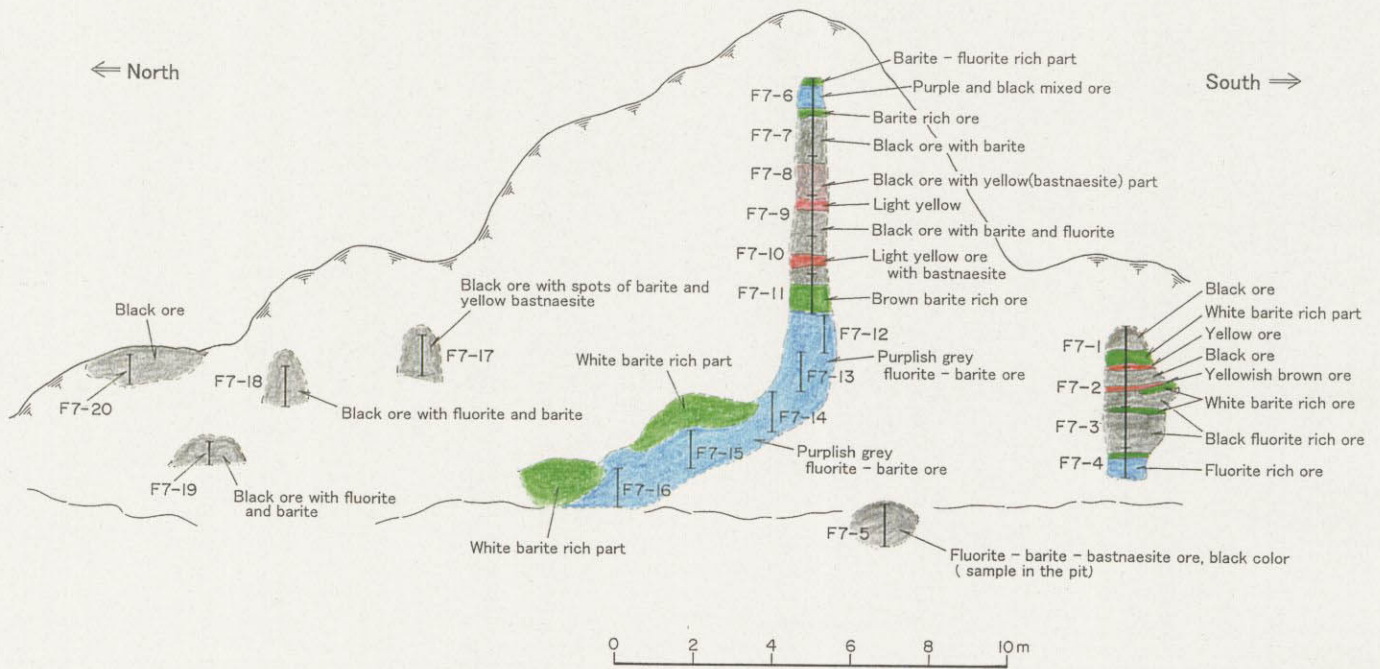 ← North
South →
Barite - fluorite rich part
F7-6
Purple and black mixed ore
Barite rich ore
F7-7
Black ore with barite
F7-8
Black ore with yellow(bastnaesite) part
Light yellow
F7-9
Black ore with barite and fluorite
F7-10
Light yellow ore
with bastnaesite
F7-11
Brown barite rich ore
F7-12
Purplish grey
fluorite - barite ore
F7-13
F7-14
White barite rich part
F7-15
Purplish grey
fluorite - barite ore
F7-16
White barite rich part
Black ore with spots of barite and
yellow bastnaesite
F7-17
Black ore
F7-20
F7-18
Black ore with fluorite and barite
F7-19
Black ore with fluorite
and barite
Black ore
F7-1
White barite rich part
Yellow ore
Black ore
F7-2
Yellowish brown ore
White barite rich ore
F7-3
Black fluorite rich ore
F7-4
Fluorite rich ore
F7-5
Fluorite - barite - bastnaesite ore, black color
( sample in the pit)
0 2 4 6 8 10 m